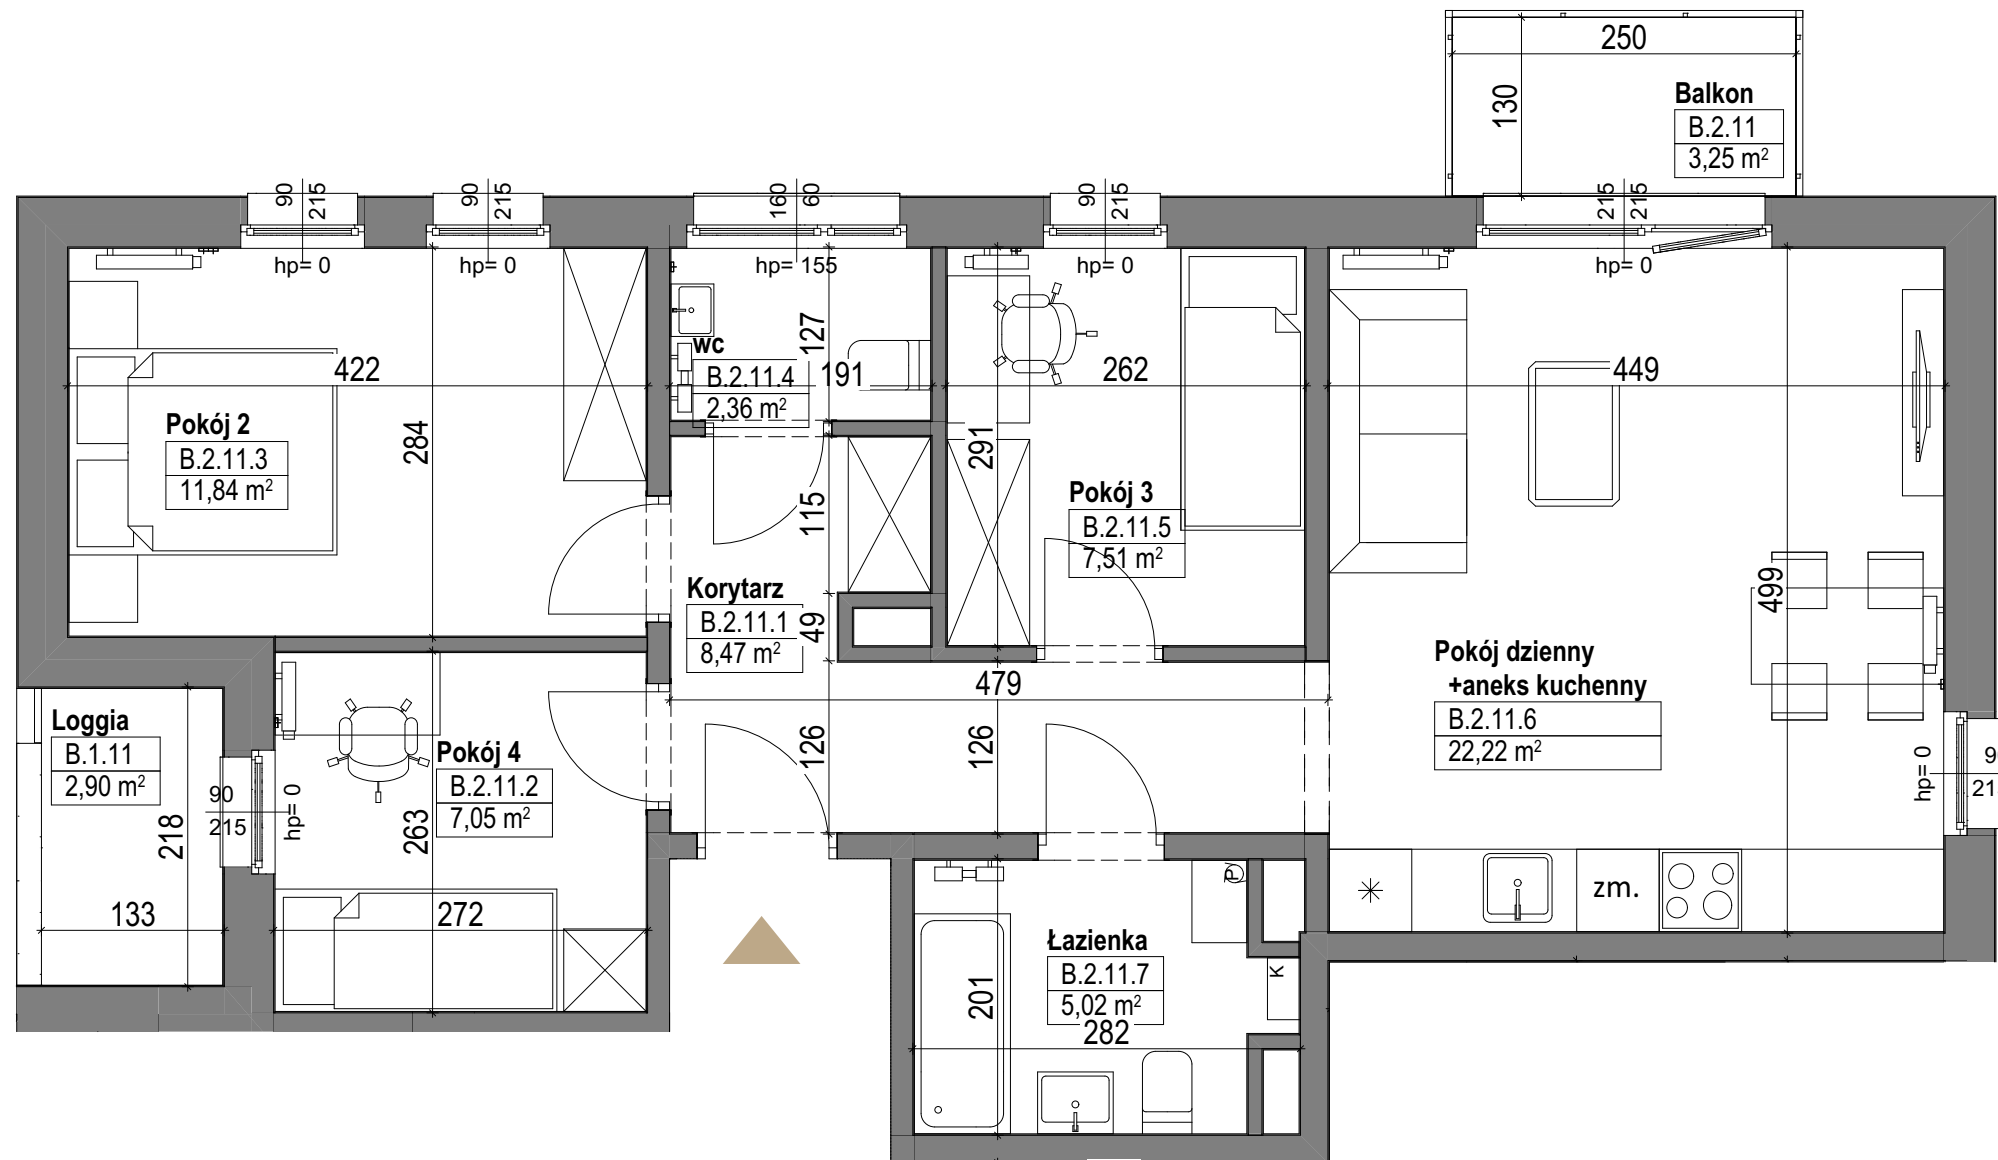 250
130
Balkon
B.2.11
3,25 m²
90
215
90
215
160
60
90
215
215
215
hp= 0
hp= 0
hp= 155
hp= 0
hp= 0
422
284
Pokój 2
B.2.11.3
11,84 m²
wc
B.2.11.4
2,36 m²
127
191
115
262
291
Pokój 3
B.2.11.5
7,51 m²
449
499
Korytarz
B.2.11.1
8,47 m²
49
479
126
126
Pokój dzienny
+aneks kuchenny
B.2.11.6
22,22 m²
hp= 0
9
21
Loggia
B.1.11
2,90 m²
218
133
90
215
hp= 0
Pokój 4
B.2.11.2
7,05 m²
263
272
P
zm.
Łazienka
B.2.11.7
5,02 m²
201
282
K